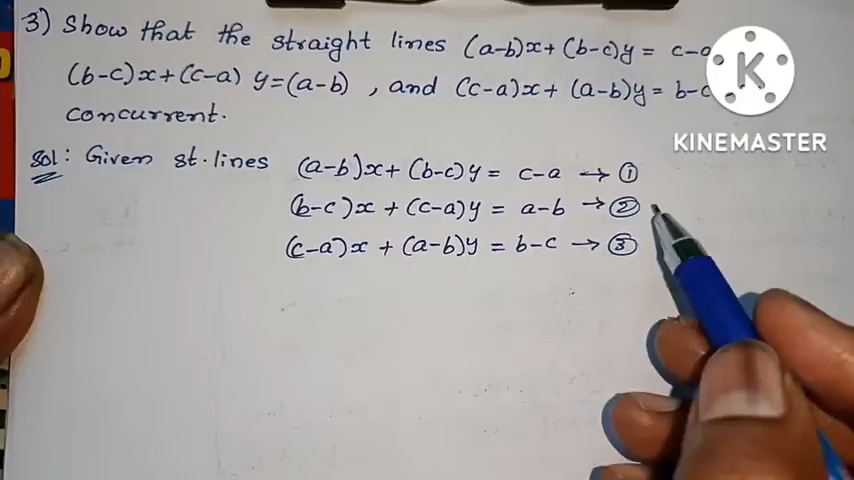 3) Show that the straight lines (a-b)x+(b-c)y = c-a
(b-c)x+(c-a) y=(a-b) , and (c-a)x+ (a-b)y= b-c
concurrent.
K
KINEMASTER
Sol: Given st. lines (a-b)x+ (b-c)y = c-a → ①
(b-c)x +(c-a)y = a-b → ②
(c-a)x + (a-b)y = b-c → ③